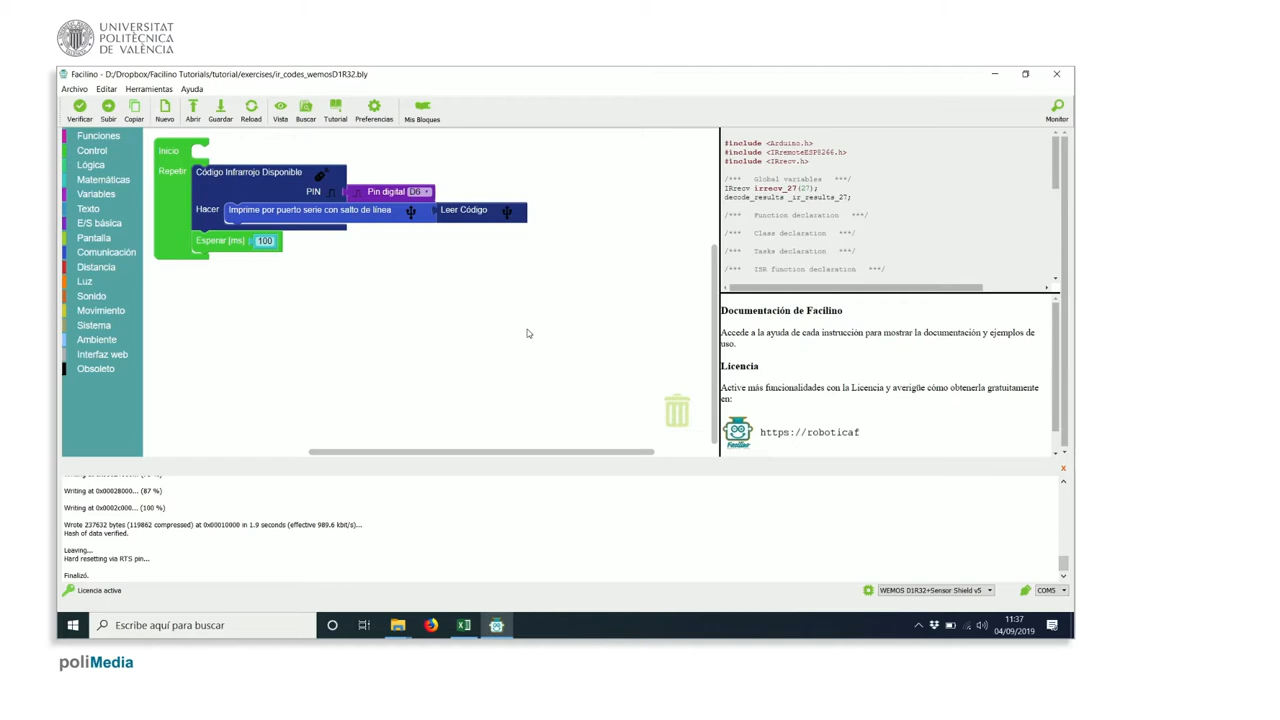 UNIVERSITAT
POLITÈCNICA
DE VALÈNCIA
Facilino - D:/Dropbox/Facilino Tutorials/tutorial/exercises/ir_codes_wemosD1R32.bly
Archivo Editar Herramientas Ayuda
Verificar Subir Copiar Nuevo Abrir Guardar Reload Vista Buscar Tutorial Preferencias Mis Bloques Monitor
Funciones
Control
Lógica
Matemáticas
Variables
Texto
E/S básica
Pantalla
Comunicación
Distancia
Luz
Sonido
Movimiento
Sistema
Ambiente
Interfaz web
Obsoleto
Inicio
Repetir
Código Infrarrojo Disponible
PIN Pin digital D6
Hacer Imprime por puerto serie con salto de línea Leer Código
Esperar [ms] 100
#include <Arduino.h>
#include <IRremoteESP8266.h>
#include <IRrecv.h>
/*** Global variables ***/
IRrecv irrecv_27(27);
decode_results _ir_results_27;
/*** Function declaration ***/
/*** Class declaration ***/
/*** Tasks declaration ***/
/*** ISR function declaration ***/
Documentación de Facilino
Accede a la ayuda de cada instrucción para mostrar la documentación y ejemplos de
uso.
Licencia
Active más funcionalidades con la Licencia y averigüe cómo obtenerla gratuitamente
en:
Facilino
https://roboticaf
x
Writing at 0x00028000... (87 %)
Writing at 0x0002c000... (100 %)
Wrote 237632 bytes (119862 compressed) at 0x00010000 in 1.9 seconds (effective 989.6 kbit/s)...
Hash of data verified.
Leaving...
Hard resetting via RTS pin...
Finalizó.
Licencia activa
WEMOS D1R32+Sensor Shield v5
COM5
Escribe aquí para buscar
11:37
04/09/2019
poliMedia